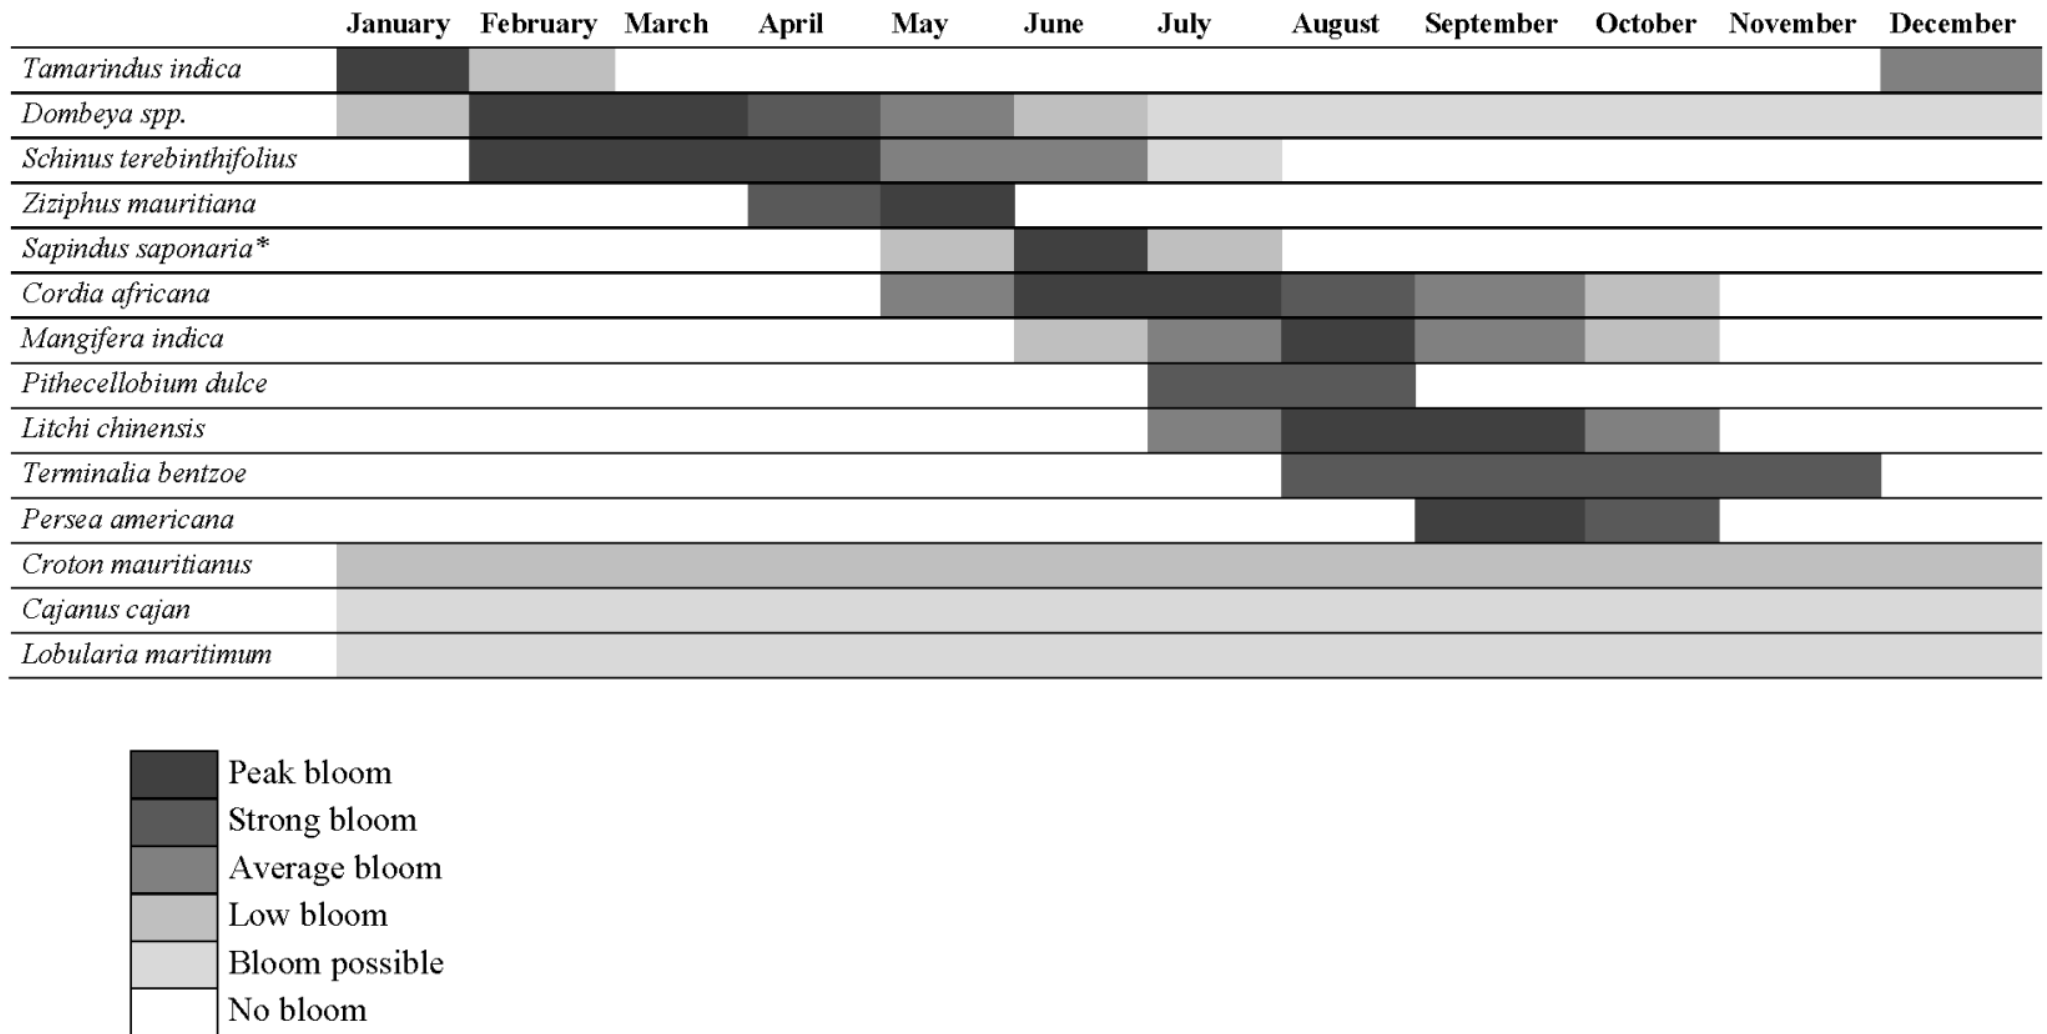 January February March April May June July August September October November December
Tamarindus indica
Dombeya spp.
Schinus terebinthifolius
Ziziphus mauritiana
Sapindus saponaria*
Cordia africana
Mangifera indica
Pithecellobium dulce
Litchi chinensis
Terminalia bentzoe
Persea americana
Croton mauritianus
Cajanus cajan
Lobularia maritimum
Peak bloom
Strong bloom
Average bloom
Low bloom
Bloom possible
No bloom